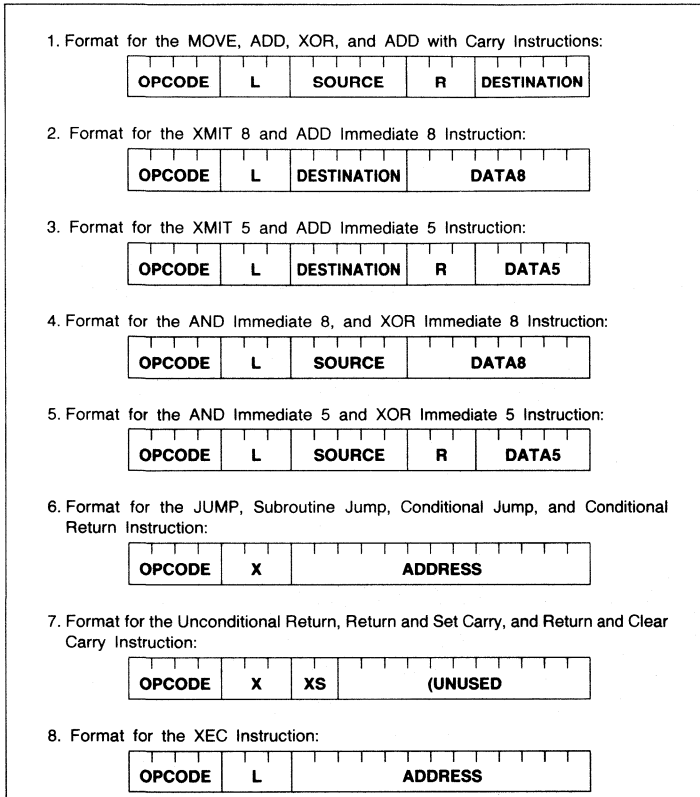 1. Format for the MOVE, ADD, XOR, and ADD with Carry Instructions:
OPCODE L SOURCE R DESTINATION
2. Format for the XMIT 8 and ADD Immediate 8 Instruction:
OPCODE L DESTINATION DATA8
3. Format for the XMIT 5 and ADD Immediate 5 Instruction:
OPCODE L DESTINATION R DATA5
4. Format for the AND Immediate 8, and XOR Immediate 8 Instruction:
OPCODE L SOURCE DATA8
5. Format for the AND Immediate 5 and XOR Immediate 5 Instruction:
OPCODE L SOURCE R DATA5
6. Format for the JUMP, Subroutine Jump, Conditional Jump, and Conditional
Return Instruction:
OPCODE X ADDRESS
7. Format for the Unconditional Return, Return and Set Carry, and Return and Clear
Carry Instruction:
OPCODE X XS (UNUSED
8. Format for the XEC Instruction:
OPCODE L ADDRESS